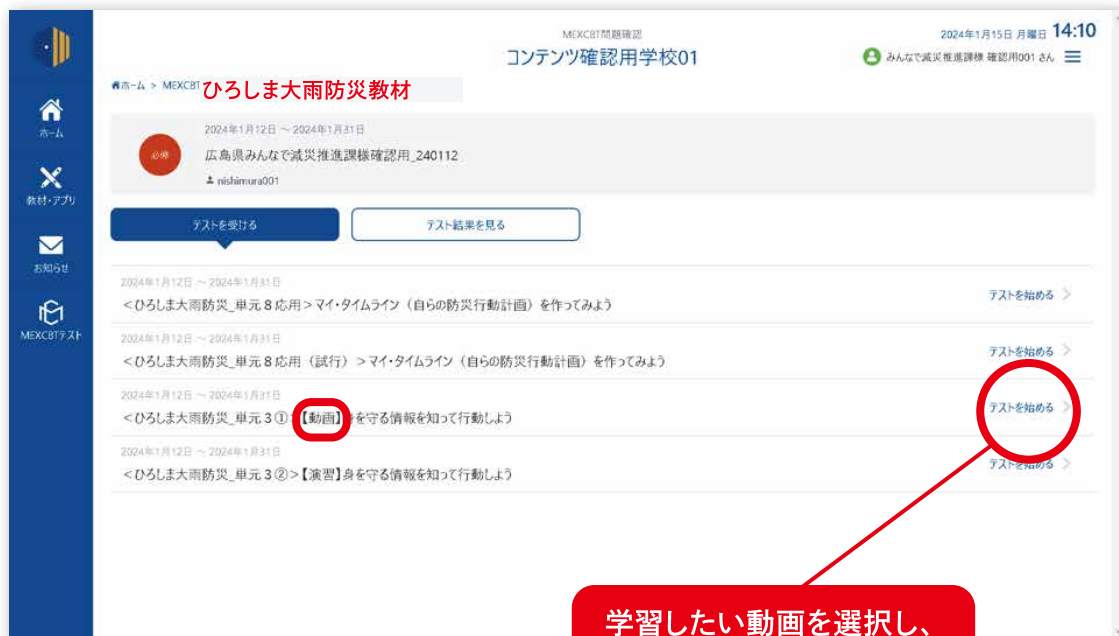 MEXCBT問題確認
コンテンツ確認用学校01
2024年1月15日 月曜日 14:10
みんなで減災推進課様 確認用001 さん
ホーム > MEXCBT ひろしま大雨防災教材
ホーム
教材・アプリ
お知らせ
MEXCBTテスト
必修
2024年1月12日 ～ 2024年1月31日
広島県みんなで減災推進課様確認用_240112
nishimura001
テストを受ける
テスト結果を見る
2024年1月12日 ～ 2024年1月31日
＜ひろしま大雨防災_単元８応用＞マイ・タイムライン（自らの防災行動計画）を作ってみよう
テストを始める
2024年1月12日 ～ 2024年1月31日
＜ひろしま大雨防災_単元８応用（試行）＞マイ・タイムライン（自らの防災行動計画）を作ってみよう
テストを始める
2024年1月12日 ～ 2024年1月31日
＜ひろしま大雨防災_単元３①＞【動画】身を守る情報を知って行動しよう
テストを始める
2024年1月12日 ～ 2024年1月31日
＜ひろしま大雨防災_単元３②＞【演習】身を守る情報を知って行動しよう
テストを始める
学習したい動画を選択し、